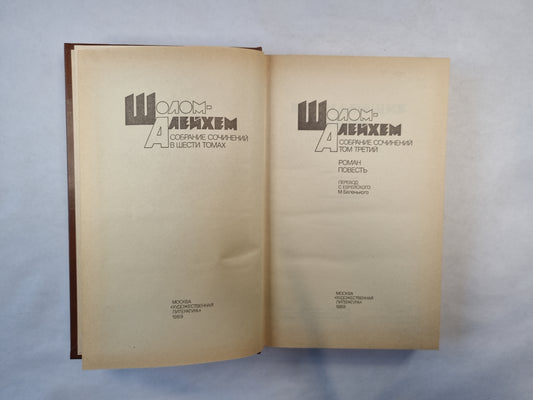 ШОЛОМ-
АЛЕЙХЕМ
СОБРАНИЕ СОЧИНЕНИЙ
В ШЕСТИ ТОМАХ
МОСКВА
«ХУДОЖЕСТВЕННАЯ
ЛИТЕРАТУРА»
1989
ШОЛОМ-
АЛЕЙХЕМ
СОБРАНИЕ СОЧИНЕНИЙ
ТОМ ТРЕТИЙ
РОМАН
ПОВЕСТЬ
ПЕРЕВОД
С ЕВРЕЙСКОГО
М. Беленького
МОСКВА
«ХУДОЖЕСТВЕННАЯ
ЛИТЕРАТУРА»
1989